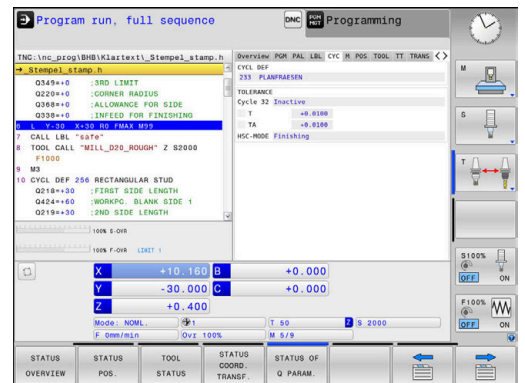 Program run, full sequence
DNC
PGM MGT
Programming
TNC:\nc_prog\BHB\Klartext\_Stempel_stamp.h
→_Stempel_stamp.h
Q349=+0 ;3RD LIMIT
Q220=+0 ;CORNER RADIUS
Q368=+0 ;ALLOWANCE FOR SIDE
Q338=+0 ;INFEED FOR FINISHING
6 L Y-30 X+30 R0 FMAX M99
7 CALL LBL "safe"
8 TOOL CALL "MILL_D20_ROUGH" Z S2000
F1000
9 M3
10 CYCL DEF 256 RECTANGULAR STUD
Q218=+30 ;FIRST SIDE LENGTH
Q424=+60 ;WORKPC. BLANK SIDE 1
Q219=+30 ;2ND SIDE LENGTH
100% S-OVR
100% F-OVR LIMIT 1
Overview PGM PAL LBL CYC M POS TOOL TT TRANS
CYCL DEF
233 PLANFRAESEN
TOLERANCE
Cycle 32 Inactive
T +0.0100
TA +0.0100
HSC-MODE Finishing
X +10.160 B +0.000
Y -30.000 C +0.000
Z +0.400
Mode: NOML. 1 T 50 Z S 2000
F 0mm/min Ovr 100% M 5/9
M
S
T
S100%
OFF ON
F100%
OFF ON
STATUS OVERVIEW
STATUS POS.
TOOL STATUS
STATUS COORD. TRANSF.
STATUS OF Q PARAM.